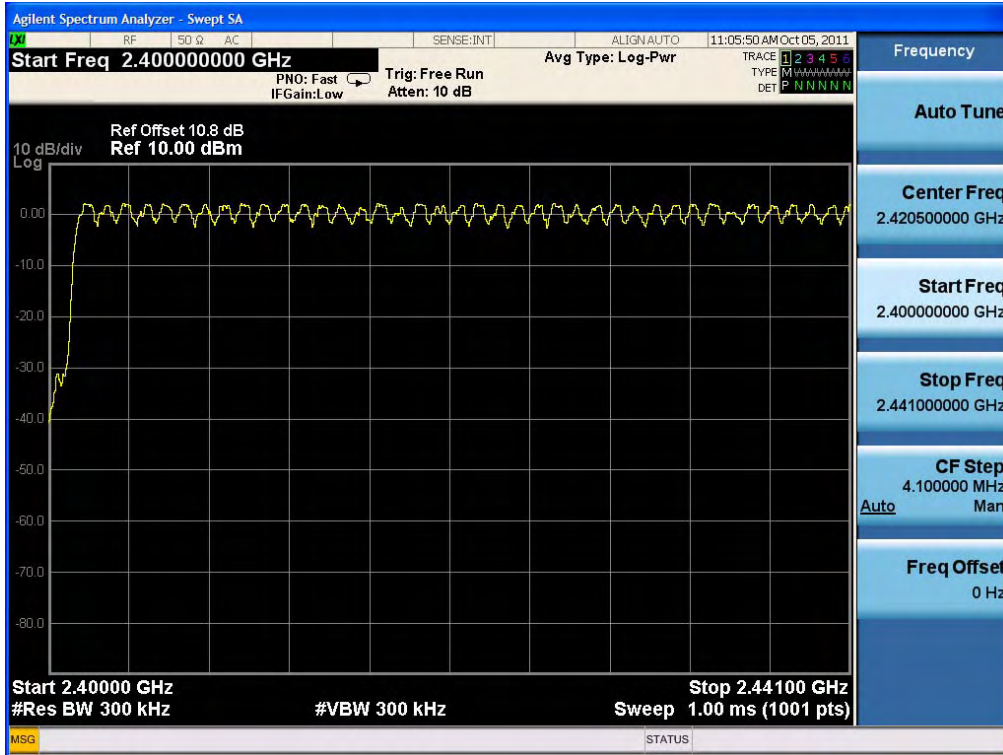 Agilent Spectrum Analyzer - Swept SA
LXI RF 50 Ω AC SENSE:INT ALIGNAUTO 11:05:50 AM Oct 05, 2011
Start Freq 2.400000000 GHz
PNO: Fast
IFGain:Low
Trig: Free Run
Atten: 10 dB
Avg Type: Log-Pwr
TRACE 1 2 3 4 5 6
TYPE M
DET P N N N N N
Ref Offset 10.8 dB
10 dB/div Ref 10.00 dBm
Log
0.00
-10.0
-20.0
-30.0
-40.0
-50.0
-60.0
-70.0
-80.0
Start 2.40000 GHz Stop 2.44100 GHz
#Res BW 300 kHz #VBW 300 kHz Sweep 1.00 ms (1001 pts)
MSG STATUS
Frequency
Auto Tune
Center Freq
2.420500000 GHz
Start Freq
2.400000000 GHz
Stop Freq
2.441000000 GHz
CF Step
4.100000 MHz
Auto Man
Freq Offset
0 Hz